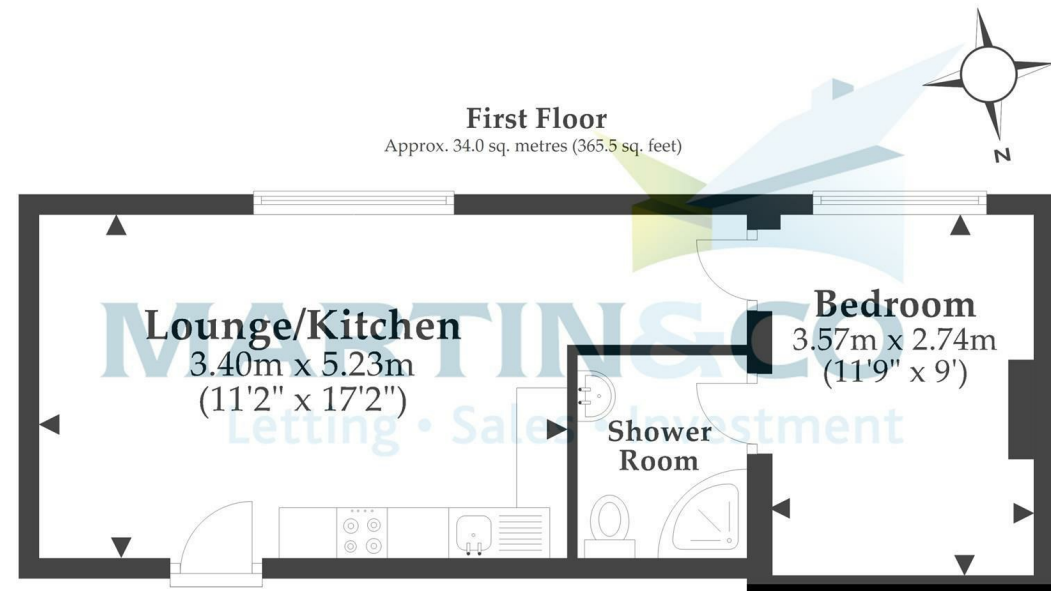 First Floor
Approx. 34.0 sq. metres (365.5 sq. feet)
N
MARTIN&CO
Letting • Sales • Investment
Lounge/Kitchen
3.40m x 5.23m
(11'2" x 17'2")
Bedroom
3.57m x 2.74m
(11'9" x 9')
Shower
Room